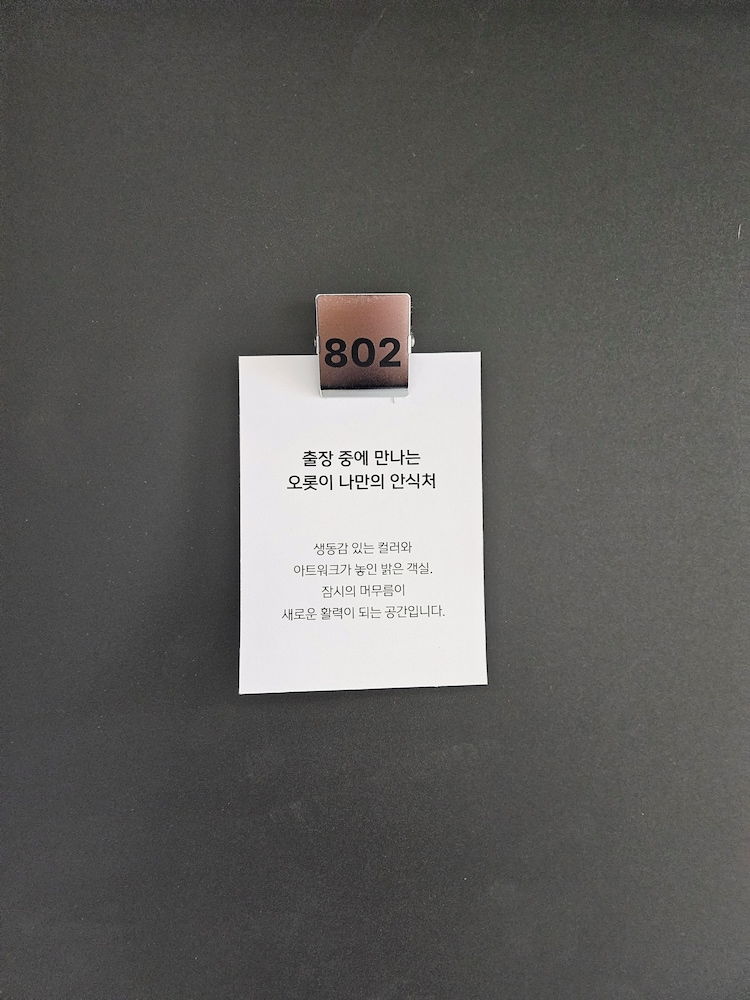 802
출장 중에 만나는
오롯이 나만의 안식처
생동감 있는 컬러와
아트워크가 놓인 밝은 객실.
잠시의 머무름이
새로운 활력이 되는 공간입니다.